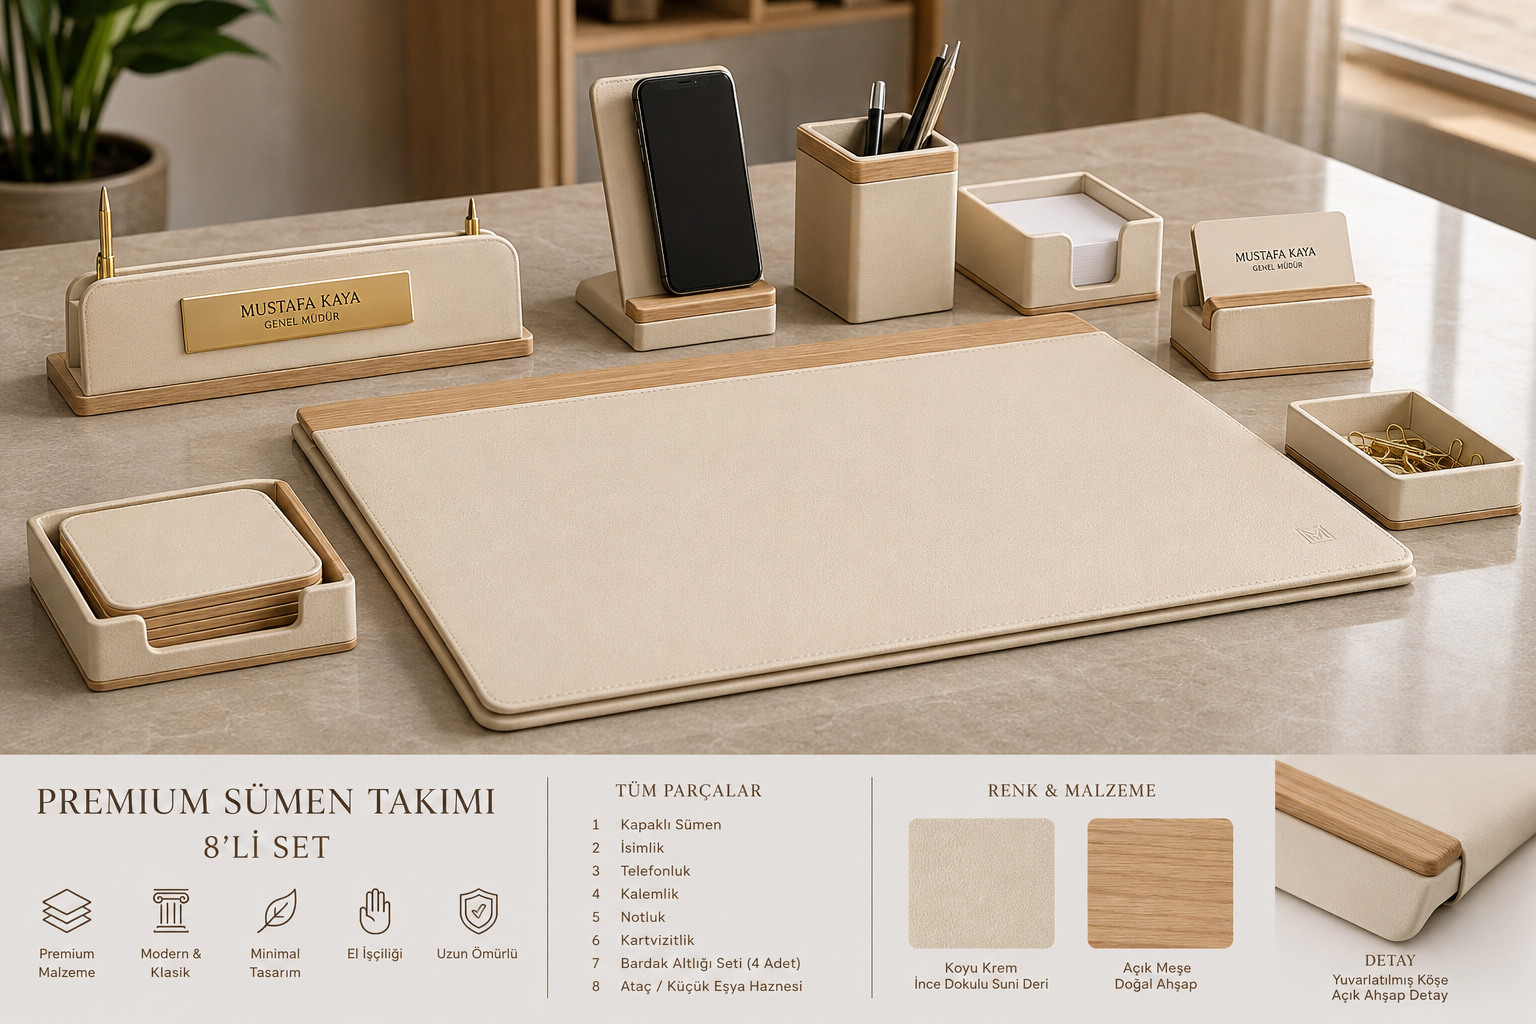 MUSTAFA KAYA
GENEL MÜDÜR
MUSTAFA KAYA
GENEL MÜDÜR
M
PREMIUM SÜMEN TAKIMI
8'Lİ SET
Premium
Malzeme
Modern &
Klasik
Minimal
Tasarım
El İşçiliği
Uzun Ömürlü
TÜM PARÇALAR
1 Kapaklı Sümen
2 İsimlik
3 Telefonluk
4 Kalemlik
5 Notluk
6 Kartvizitlik
7 Bardak Altlığı Seti (4 Adet)
8 Ataç / Küçük Eşya Haznesi
RENK & MALZEME
Koyu Krem
İnce Dokulu Suni Deri
Açık Meşe
Doğal Ahşap
DETAY
Yuvarlatılmış Köşe
Açık Ahşap Detay